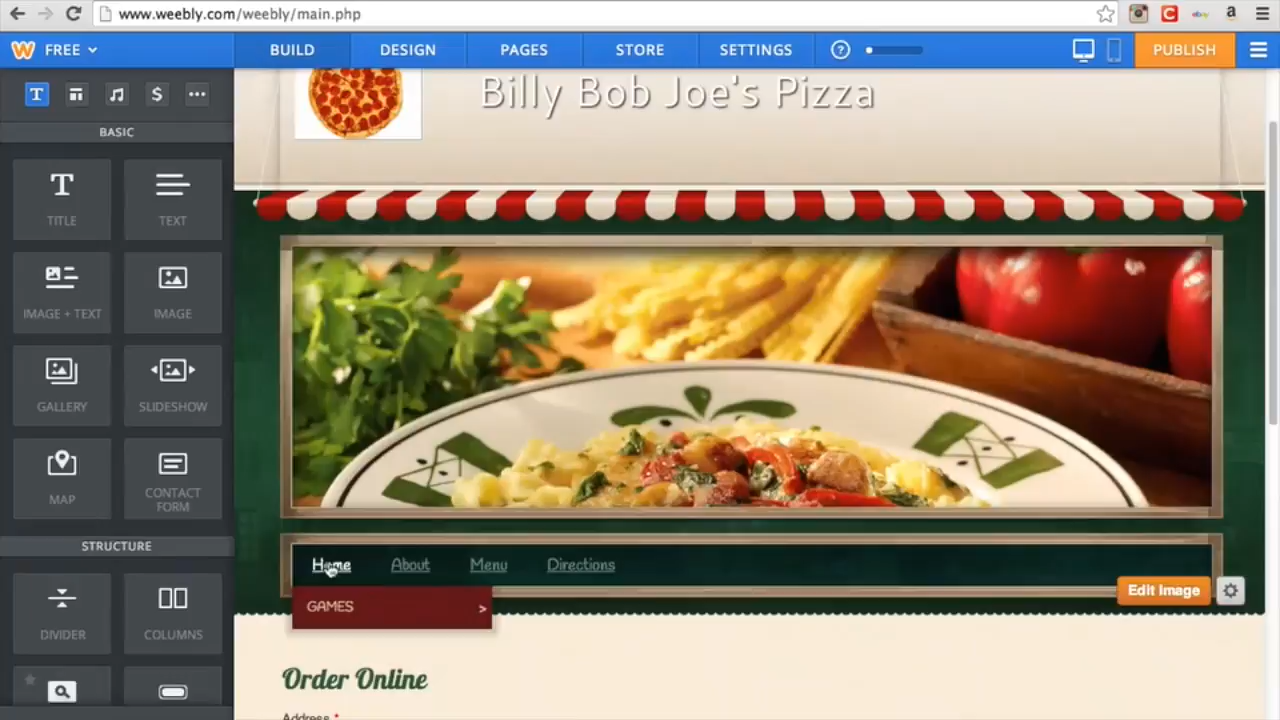 www.weebly.com/weebly/main.php
W FREE
BUILD
DESIGN
PAGES
STORE
SETTINGS
?
PUBLISH
T
$
BASIC
Billy Bob Joe's Pizza
T
TITLE
TEXT
IMAGE + TEXT
IMAGE
GALLERY
SLIDESHOW
MAP
CONTACT
FORM
STRUCTURE
DIVIDER
COLUMNS
Home
About
Menu
Directions
Edit Image
GAMES >
Order Online
Address *